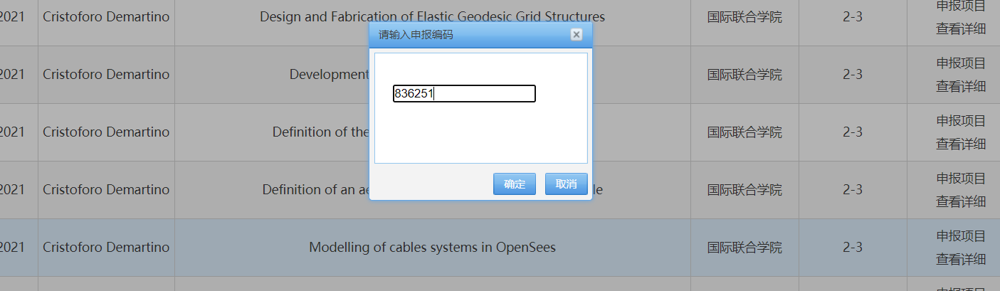 2021 Cristoforo Demartino Design and Fabrication of Elastic Geodesic Grid Structures 国际联合学院 2-3 申报项目
查看详细
请输入申报编码
2021 Cristoforo Demartino Development 国际联合学院 2-3 申报项目
查看详细
836251
2021 Cristoforo Demartino Definition of the 国际联合学院 2-3 申报项目
查看详细
确定 取消
2021 Cristoforo Demartino Definition of an 国际联合学院 2-3 申报项目
查看详细
2021 Cristoforo Demartino Modelling of cables systems in OpenSees 国际联合学院 2-3 申报项目
查看详细